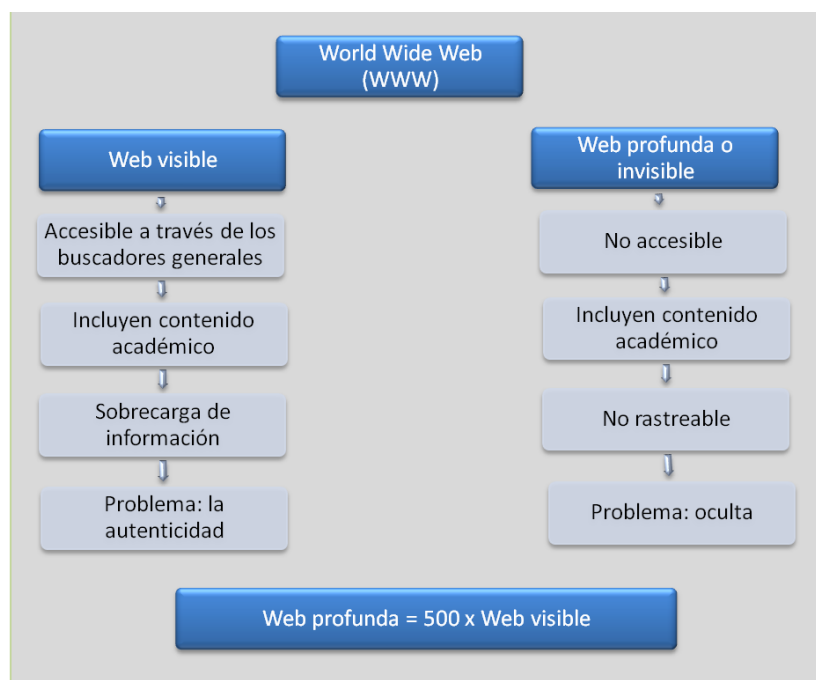 World Wide Web
(WWW)
Web visible
Accesible a través de los
buscadores generales
Incluyen contenido
académico
Sobrecarga de
información
Problema: la
autenticidad
Web profunda o
invisible
No accesible
Incluyen contenido
académico
No rastreable
Problema: oculta
Web profunda = 500 x Web visible